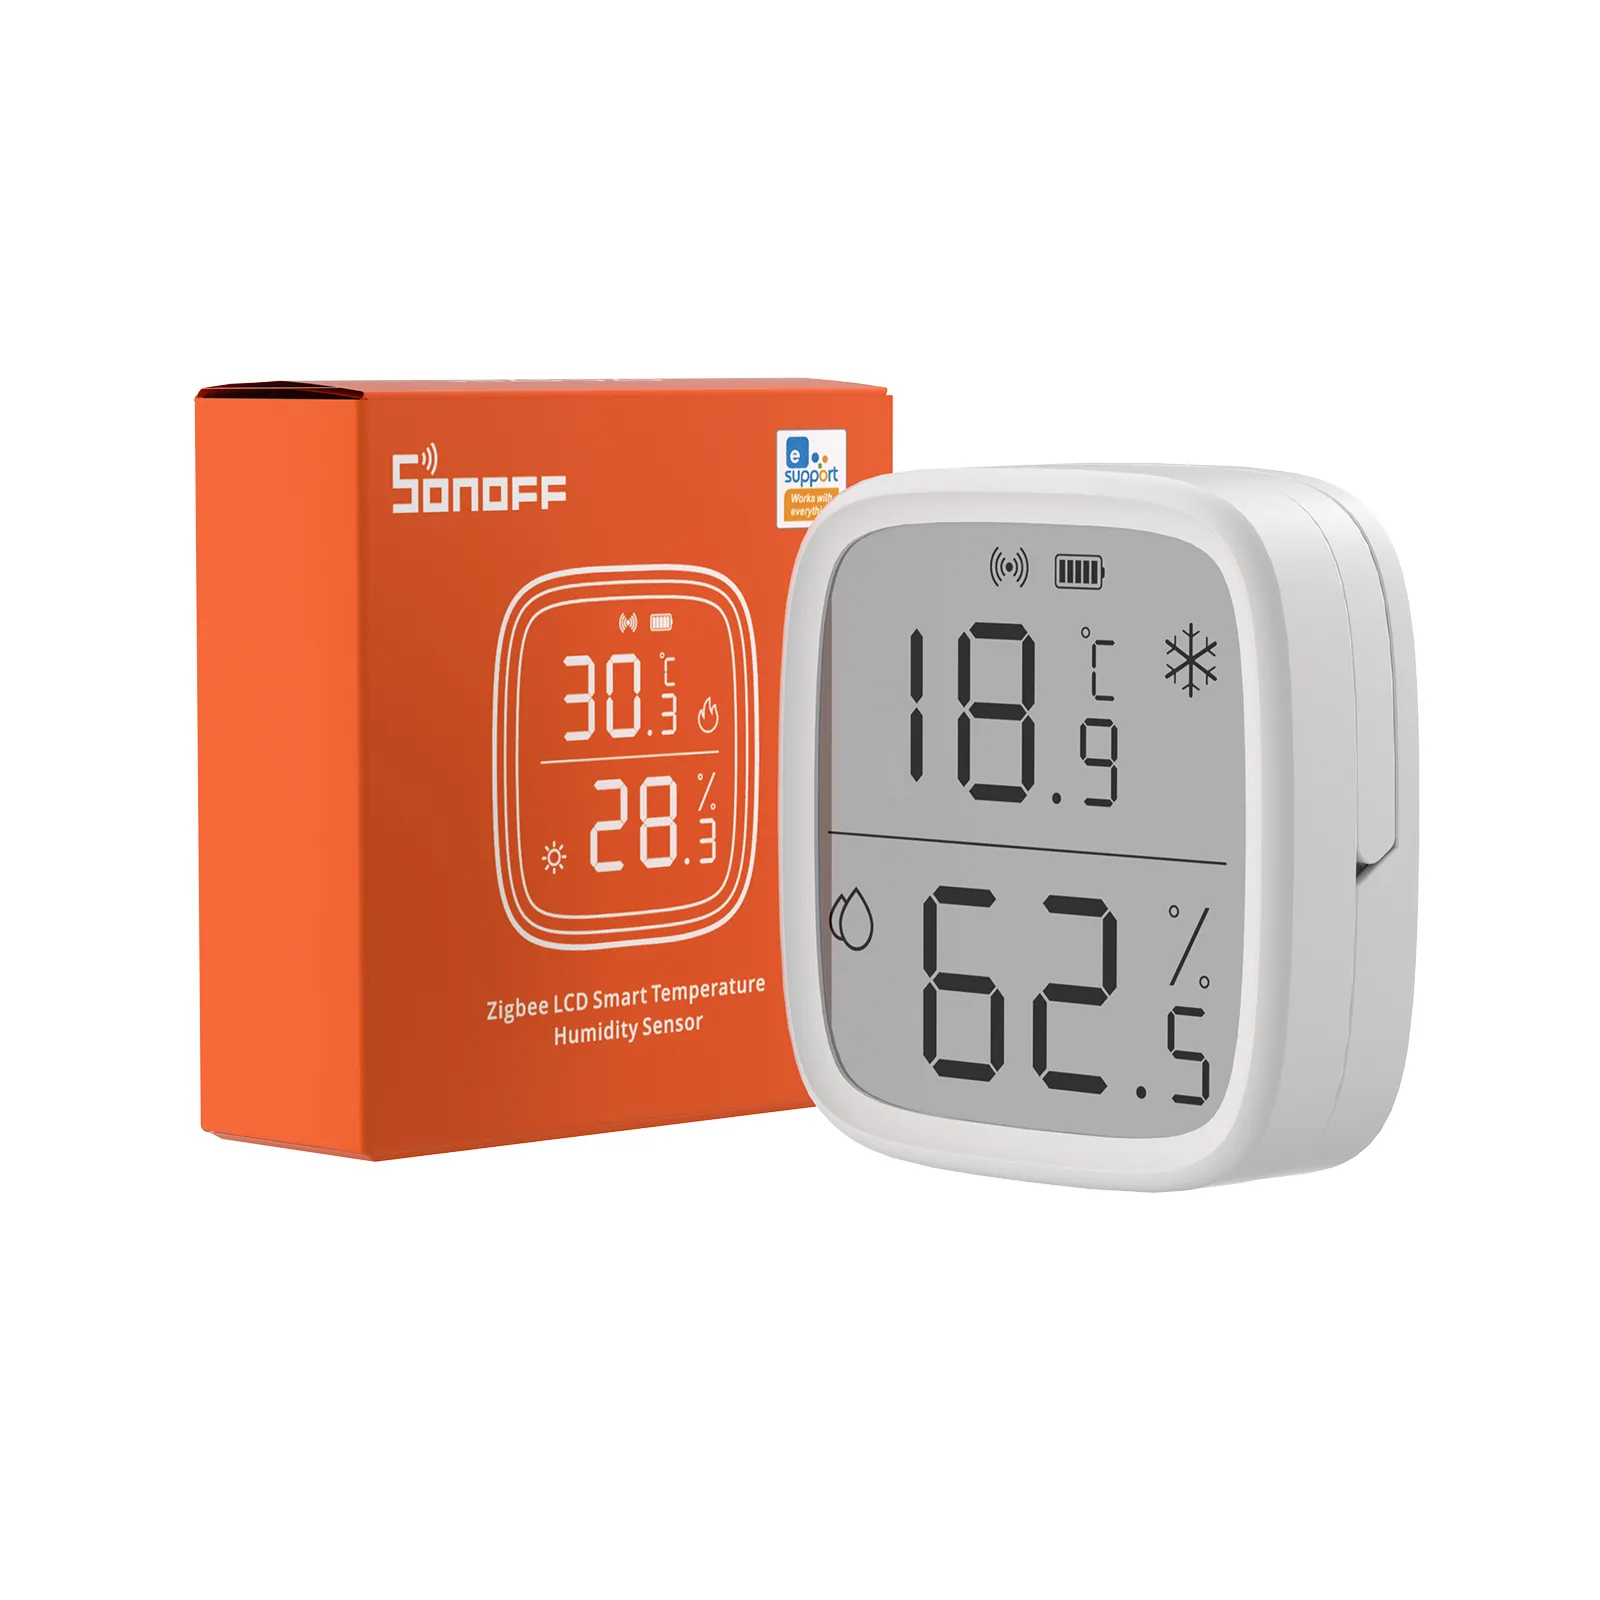 SONOFF
e
support
Works with
30.3 °C
28.3 %
Zigbee LCD Smart Temperature
Humidity Sensor
18.9 °C
62.5 %